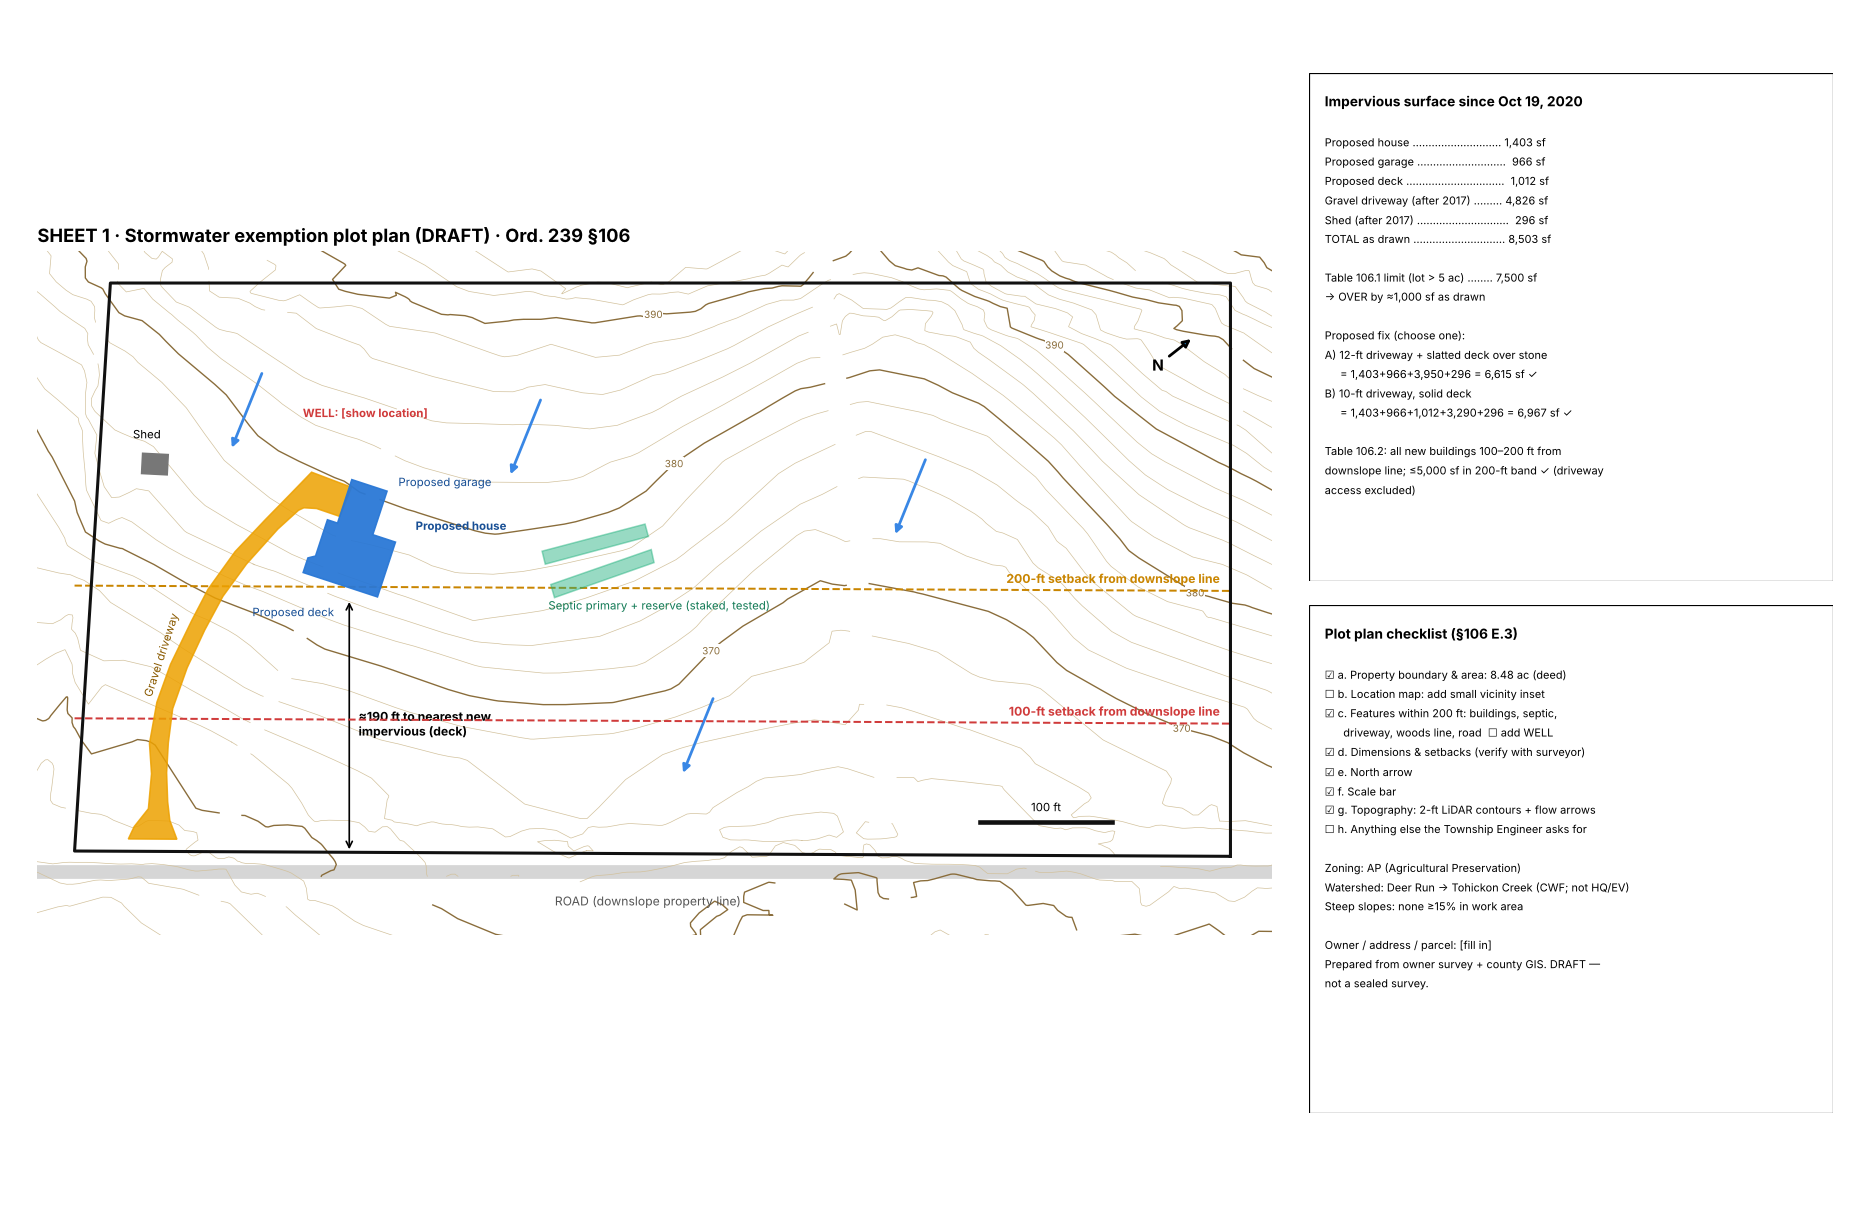 SHEET 1 · Stormwater exemption plot plan (DRAFT) · Ord. 239 §106
390
390
N
WELL: [show location]
Shed
380
Proposed garage
Proposed house
200-ft setback from downslope line
380
Septic primary + reserve (staked, tested)
Proposed deck
Gravel driveway
370
100-ft setback from downslope line
≈190 ft to nearest new
impervious (deck)
370
100 ft
ROAD (downslope property line)
Impervious surface since Oct 19, 2020
Proposed house ............................ 1,403 sf
Proposed garage ............................ 966 sf
Proposed deck ............................... 1,012 sf
Gravel driveway (after 2017) ......... 4,826 sf
Shed (after 2017) ............................. 296 sf
TOTAL as drawn ............................. 8,503 sf
Table 106.1 limit (lot > 5 ac) ........ 7,500 sf
→ OVER by ≈1,000 sf as drawn
Proposed fix (choose one):
A) 12-ft driveway + slatted deck over stone
= 1,403+966+3,950+296 = 6,615 sf ✓
B) 10-ft driveway, solid deck
= 1,403+966+1,012+3,290+296 = 6,967 sf ✓
Table 106.2: all new buildings 100–200 ft from
downslope line; ≤5,000 sf in 200-ft band ✓ (driveway
access excluded)
Plot plan checklist (§106 E.3)
☑ a. Property boundary & area: 8.48 ac (deed)
☐ b. Location map: add small vicinity inset
☑ c. Features within 200 ft: buildings, septic,
driveway, woods line, road ☐ add WELL
☑ d. Dimensions & setbacks (verify with surveyor)
☑ e. North arrow
☑ f. Scale bar
☑ g. Topography: 2-ft LiDAR contours + flow arrows
☐ h. Anything else the Township Engineer asks for
Zoning: AP (Agricultural Preservation)
Watershed: Deer Run → Tohickon Creek (CWF; not HQ/EV)
Steep slopes: none ≥15% in work area
Owner / address / parcel: [fill in]
Prepared from owner survey + county GIS. DRAFT —
not a sealed survey.